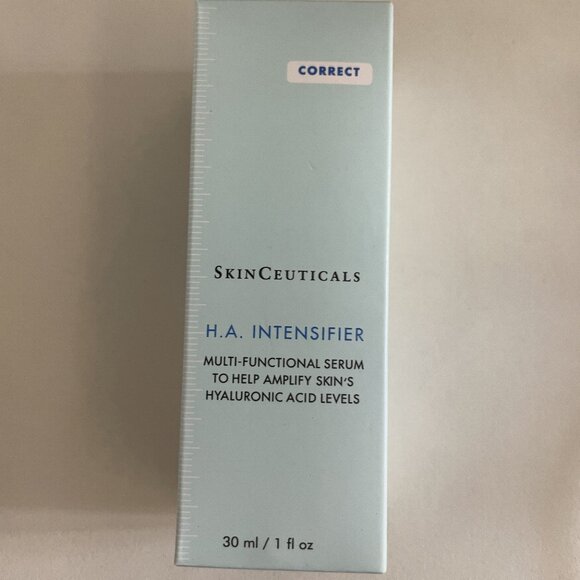 CORRECT
SKINCEUTICALS
H.A. INTENSIFIER
MULTI-FUNCTIONAL SERUM
TO HELP AMPLIFY SKIN'S
HYALURONIC ACID LEVELS
30 ml / 1 fl oz